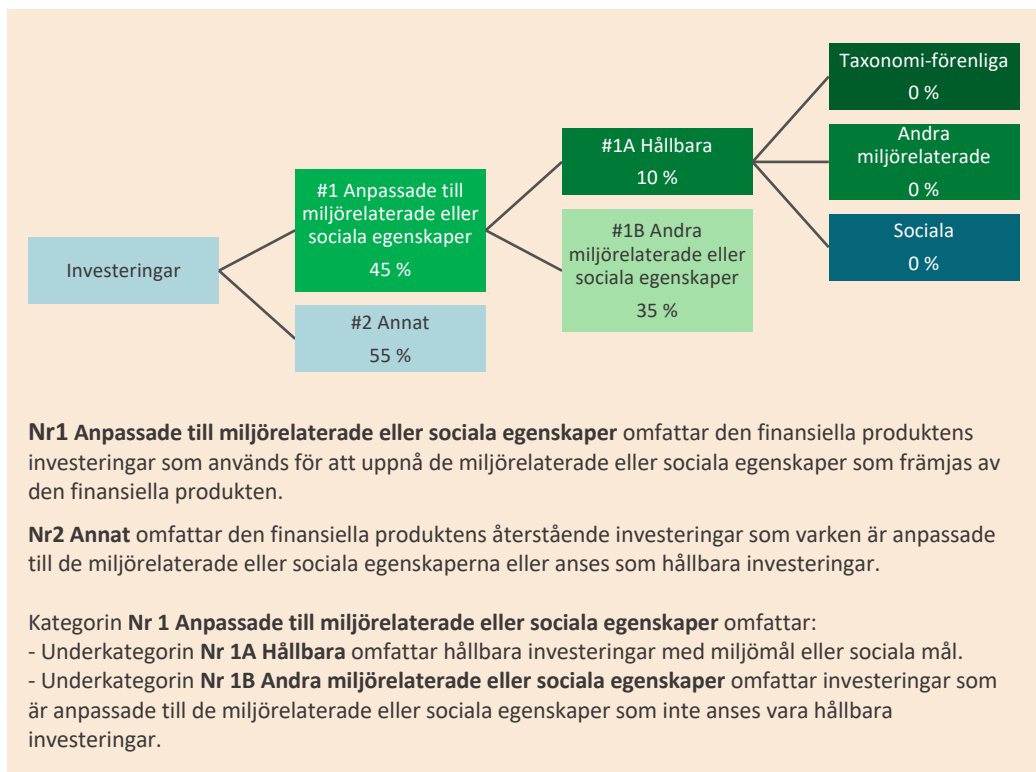 Investeringar
#1 Anpassade till
miljörelaterade eller
sociala egenskaper
45 %
#2 Annat
55 %
#1A Hållbara
10 %
#1B Andra
miljörelaterade eller
sociala egenskaper
35 %
Taxonomi-förenliga
0 %
Andra
miljörelaterade
0 %
Sociala
0 %
Nr1 Anpassade till miljörelaterade eller sociala egenskaper omfattar den finansiella produktens
investeringar som används för att uppnå de miljörelaterade eller sociala egenskaper som främjas av
den finansiella produkten.
Nr2 Annat omfattar den finansiella produktens återstående investeringar som varken är anpassade
till de miljörelaterade eller sociala egenskaperna eller anses som hållbara investeringar.
Kategorin Nr 1 Anpassade till miljörelaterade eller sociala egenskaper omfattar:
- Underkategorin Nr 1A Hållbara omfattar hållbara investeringar med miljömål eller sociala mål.
- Underkategorin Nr 1B Andra miljörelaterade eller sociala egenskaper omfattar investeringar som
är anpassade till de miljörelaterade eller sociala egenskaper som inte anses vara hållbara
investeringar.